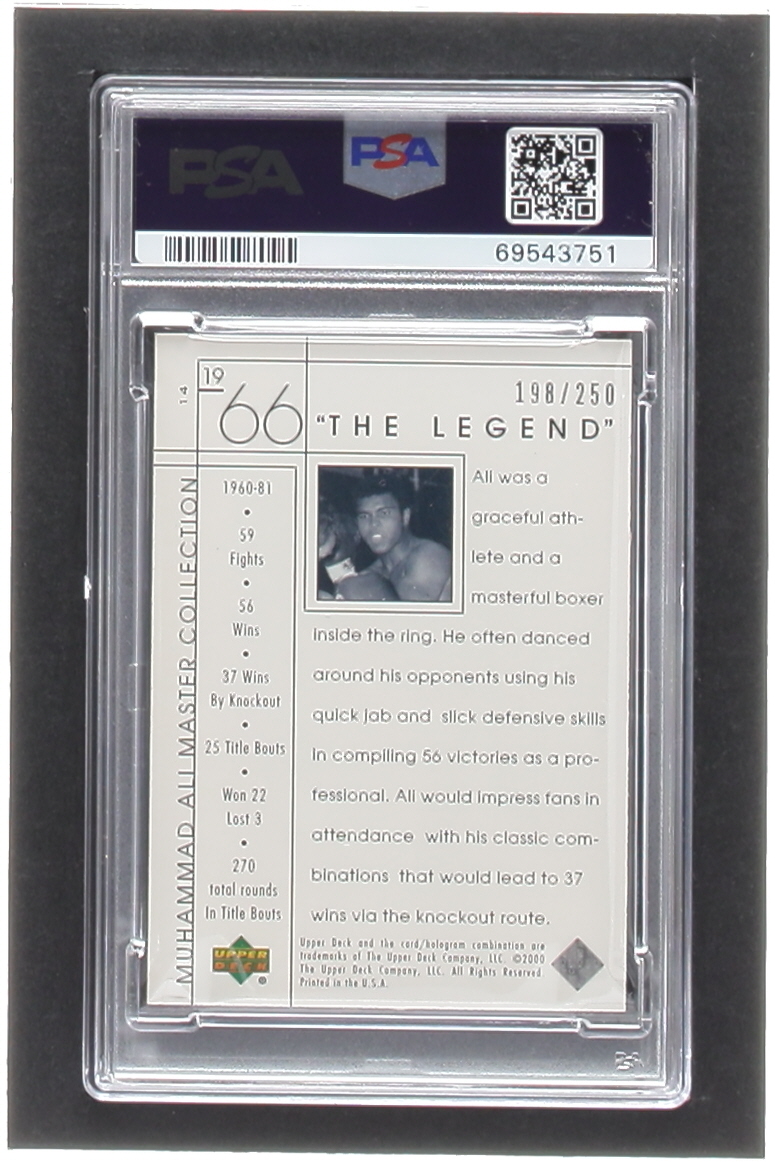 PSA
PSA
69543751
14
19
66
198/250
"THE LEGEND"
MUHAMMAD ALI MASTER COLLECTION
1960-81
•
59
Fights
•
56
Wins
•
37 Wins
By Knockout
•
25 Title Bouts
•
Won 22
Lost 3
•
270
total rounds
In Title Bouts
Ali was a
graceful ath-
lete and a
masterful boxer
inside the ring. He often danced
around his opponents using his
quick jab and slick defensive skills
in compiling 56 victories as a pro-
fessional. Ali would impress fans in
attendance with his classic com-
binations that would lead to 37
wins via the knockout route.
UPPER
DECK
®
Upper Deck and the card/hologram combination are
trademarks of The Upper Deck Company, LLC. ©2000
The Upper Deck Company, LLC. All Rights Reserved.
Printed in the U.S.A.
PSA